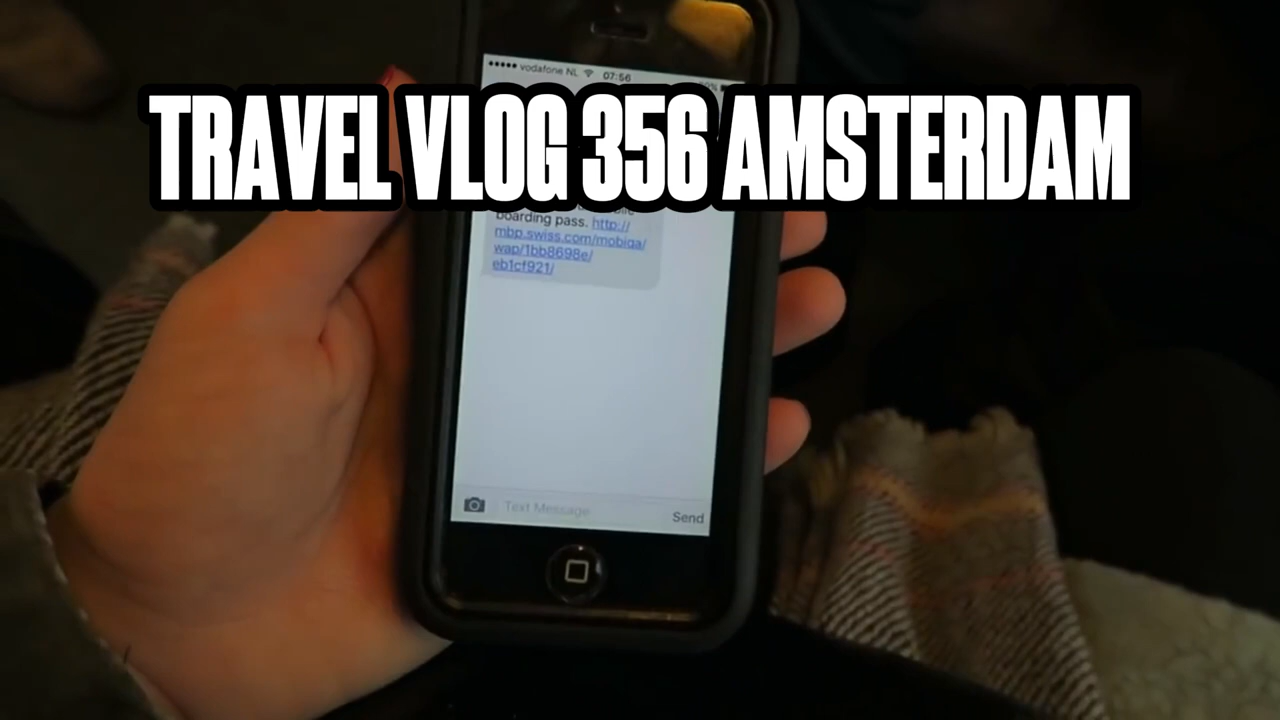 vodafone NL 07:56
TRAVEL VLOG 356 AMSTERDAM
boarding pass. http://
mbp.swiss.com/mobiqa/
wap/1bb8698e/
eb1cf921/
Text Message Send